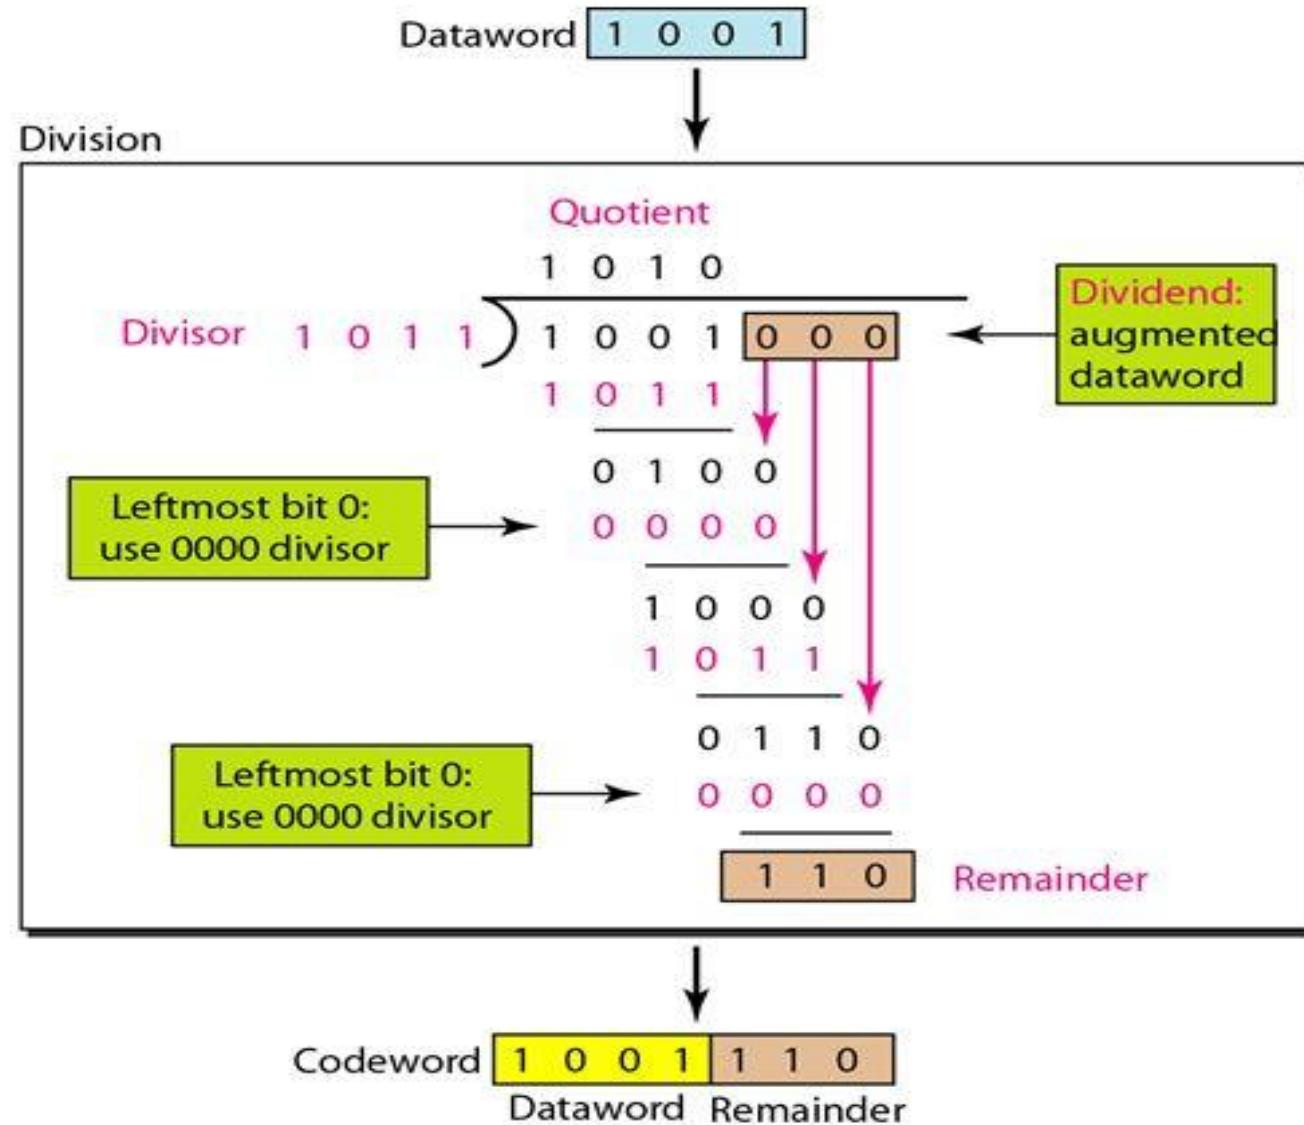 Dataword 1 0 0 1
Division
Quotient
1 0 1 0
Divisor 1 0 1 1 1 0 0 1 0 0 0
Dividend:
augmented
dataword
1 0 1 1
0 1 0 0
Leftmost bit 0:
use 0000 divisor
0 0 0 0
1 0 0 0
1 0 1 1
0 1 1 0
Leftmost bit 0:
use 0000 divisor
0 0 0 0
1 1 0 Remainder
Codeword 1 0 0 1 1 1 0
Dataword Remainder